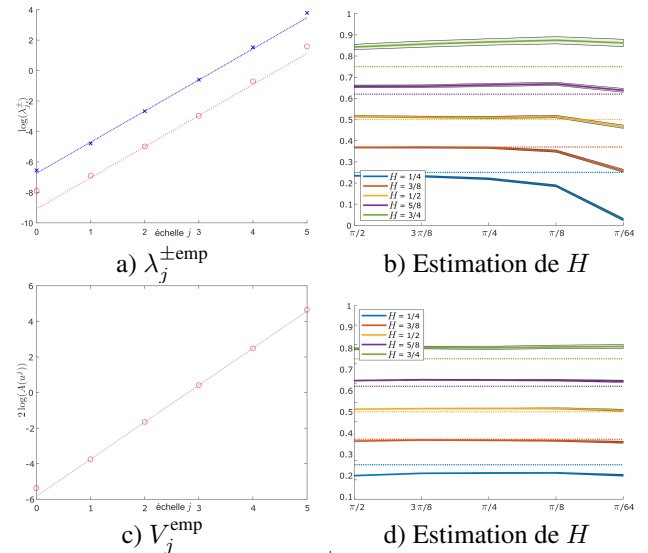 log(λ_j^±)
4
2
0
-2
-4
-6
-8
-10
0 1 2 3 4 5
échelle j
a) λ_j^{±emp}
1
0.9
0.8
0.7
0.6
0.5
0.4
0.3
0.2
0.1
0
H = 1/4
H = 3/8
H = 1/2
H = 5/8
H = 3/4
π/2 3π/8 π/4 π/8 π/64
b) Estimation de H
2 log(A(u^j))
6
4
2
0
-2
-4
-6
0 1 2 3 4 5
échelle j
c) V_j^{emp}
1
0.9
0.8
0.7
0.6
0.5
0.4
0.3
0.2
0.1
H = 1/4
H = 3/8
H = 1/2
H = 5/8
H = 3/4
π/2 3π/8 π/4 π/8 π/64
d) Estimation de H